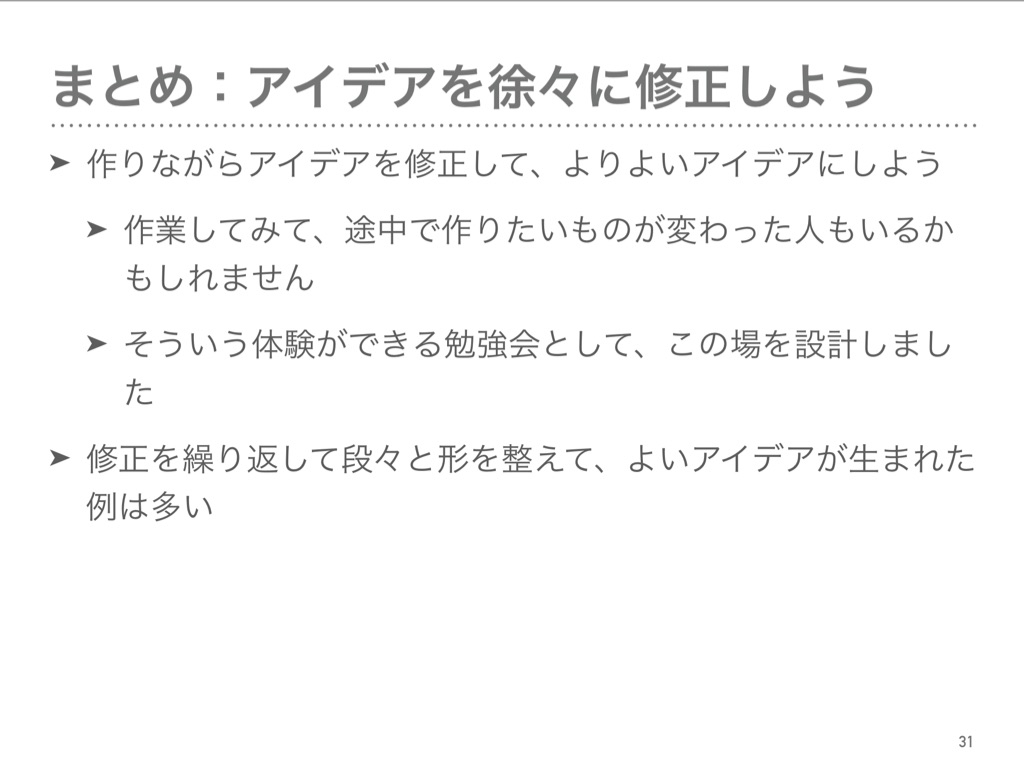 まとめ：アイデアを徐々に修正しよう
➤ 作りながらアイデアを修正して、よりよいアイデアにしよう
➤ 作業してみて、途中で作りたいものが変わった人もいるか
もしれません
➤ そういう体験ができる勉強会として、この場を設計しまし
た
➤ 修正を繰り返して段々と形を整えて、よいアイデアが生まれた
例は多い
31